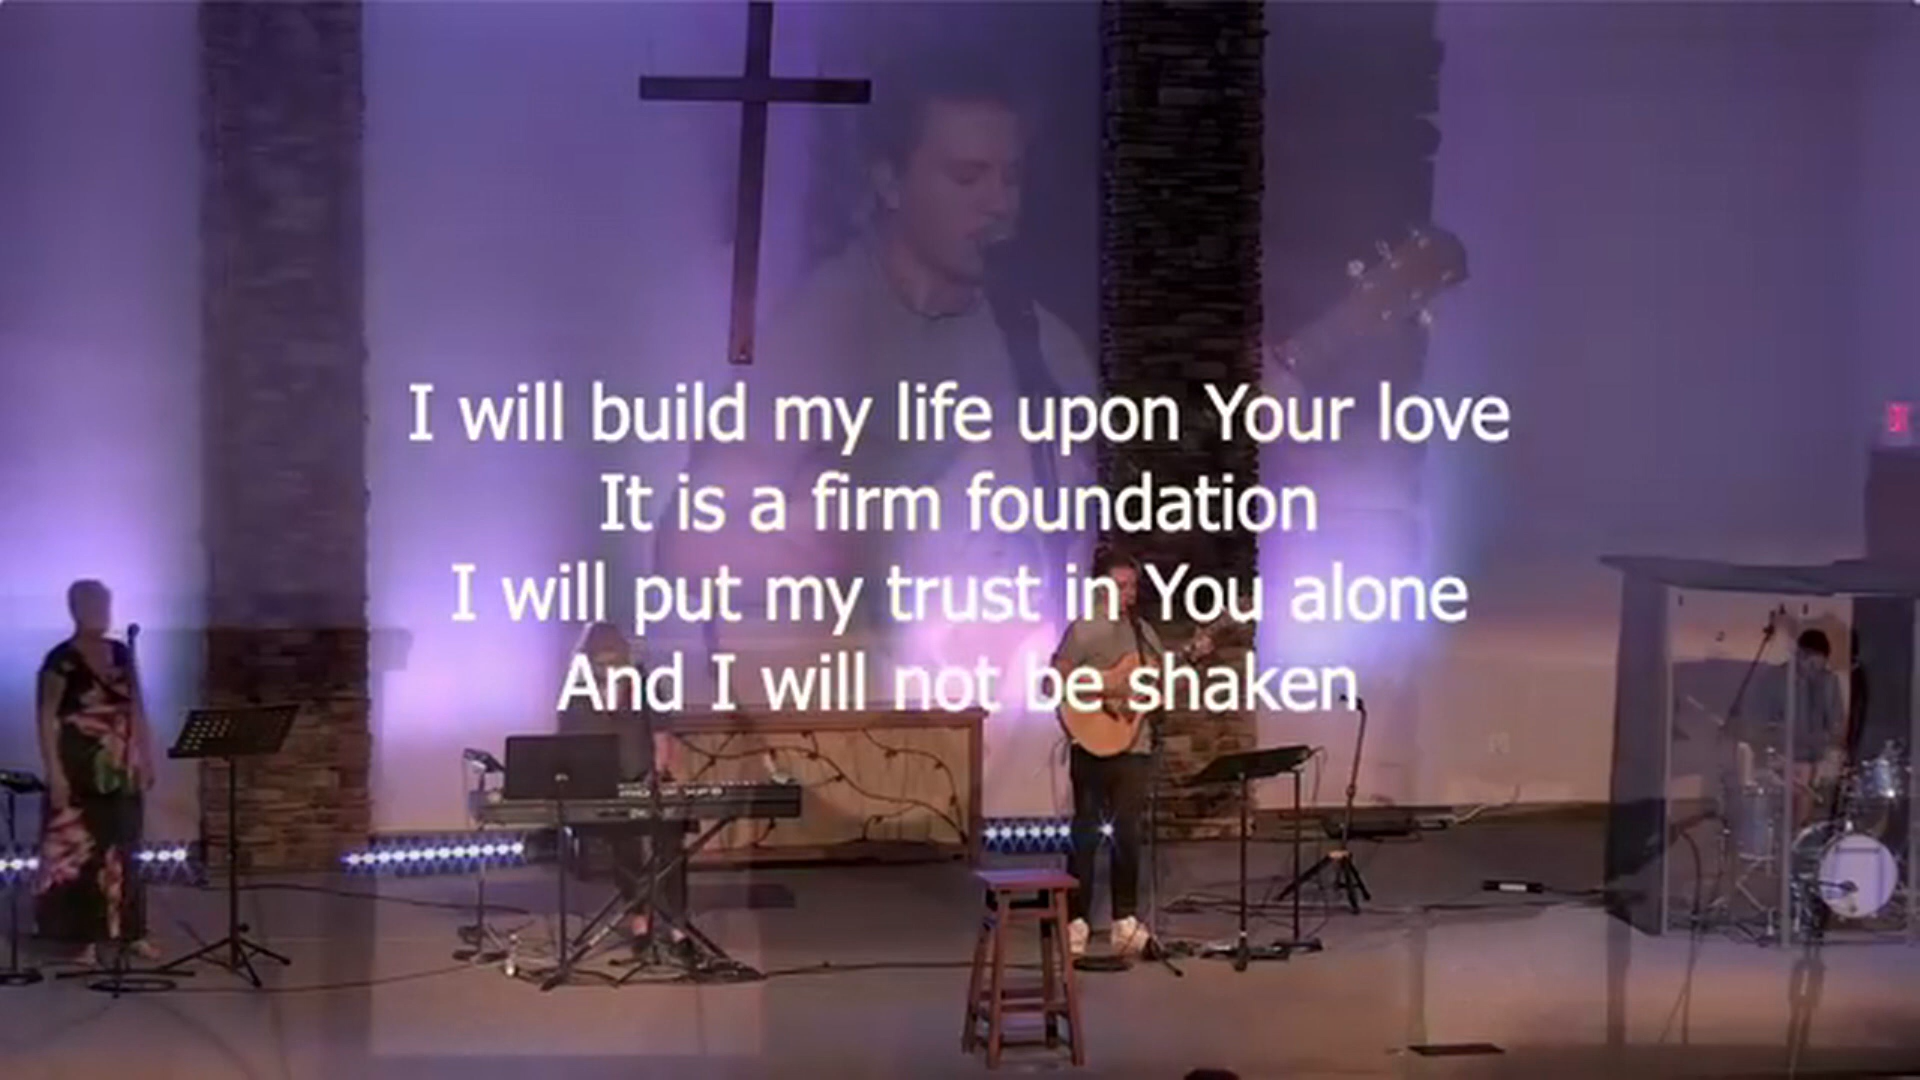 I will build my life upon Your love
It is a firm foundation
I will put my trust in You alone
And I will not be shaken